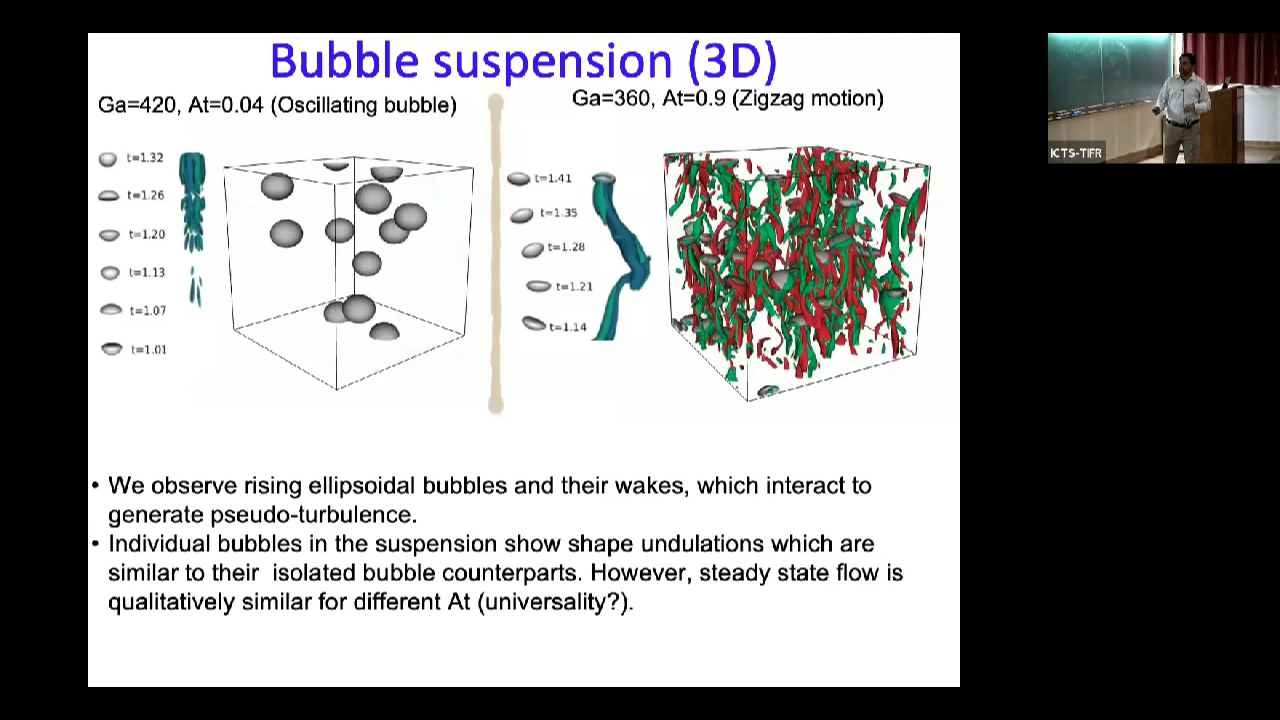 Bubble suspension (3D)
Ga=420, At=0.04 (Oscillating bubble)
Ga=360, At=0.9 (Zigzag motion)
t=1.32
t=1.26
t=1.20
t=1.13
t=1.07
t=1.01
t=1.41
t=1.35
t=1.28
t=1.21
t=1.14
• We observe rising ellipsoidal bubbles and their wakes, which interact to
generate pseudo-turbulence.
• Individual bubbles in the suspension show shape undulations which are
similar to their isolated bubble counterparts. However, steady state flow is
qualitatively similar for different At (universality?).
ICTS-TIFR